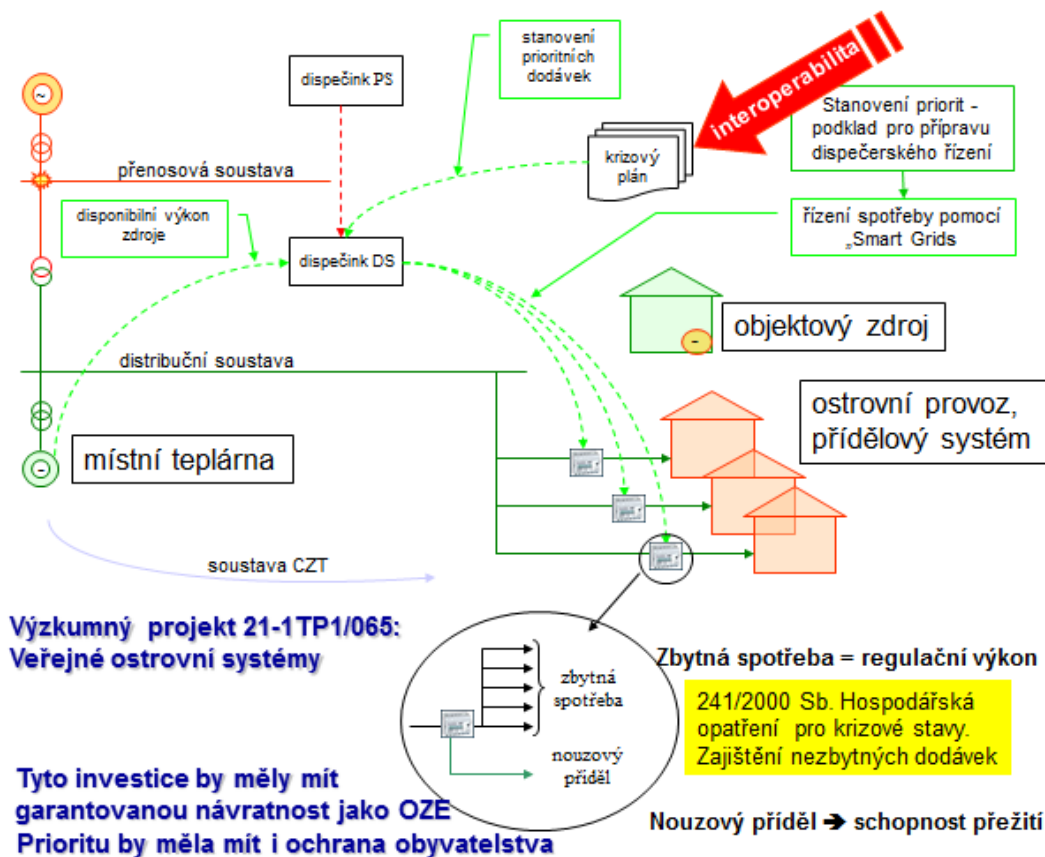 stanovení
prioritních
dodávek
dispečink PS
interoperabilita
Stanovení priorit -
podklad pro přípravu
dispečerského řízení
~
krizový
plán
přenosová soustava
disponibilní výkon
zdroje
řízení spotřeby pomocí
„Smart Grids
dispečink DS
objektový zdroj
-
distribuční soustava
ostrovní provoz,
přídělový systém
-
místní teplárna
soustava CZT
Výzkumný projekt 21-1TP1/065:
Veřejné ostrovní systémy
zbytná
spotřeba
nouzový
příděl
Zbytná spotřeba = regulační výkon
241/2000 Sb. Hospodářská
opatření pro krizové stavy.
Zajištění nezbytných dodávek
Tyto investice by měly mít
garantovanou návratnost jako OZE
Prioritu by měla mít i ochrana obyvatelstva
Nouzový příděl ➔ schopnost přežití